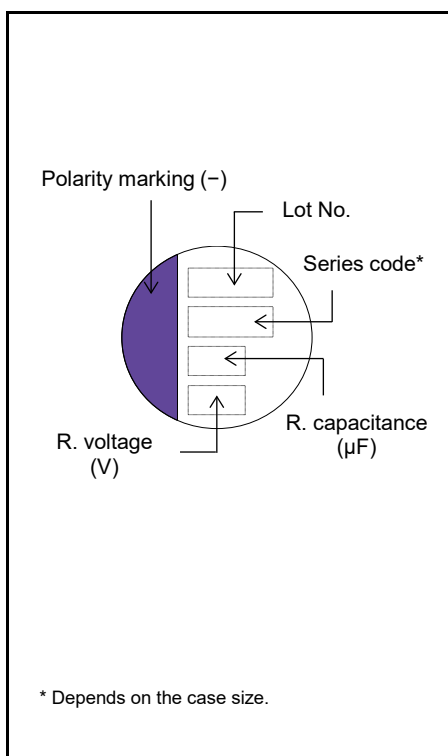 Polarity marking (−)
Lot No.
Series code*
R. voltage
(V)
R. capacitance
(µF)
* Depends on the case size.